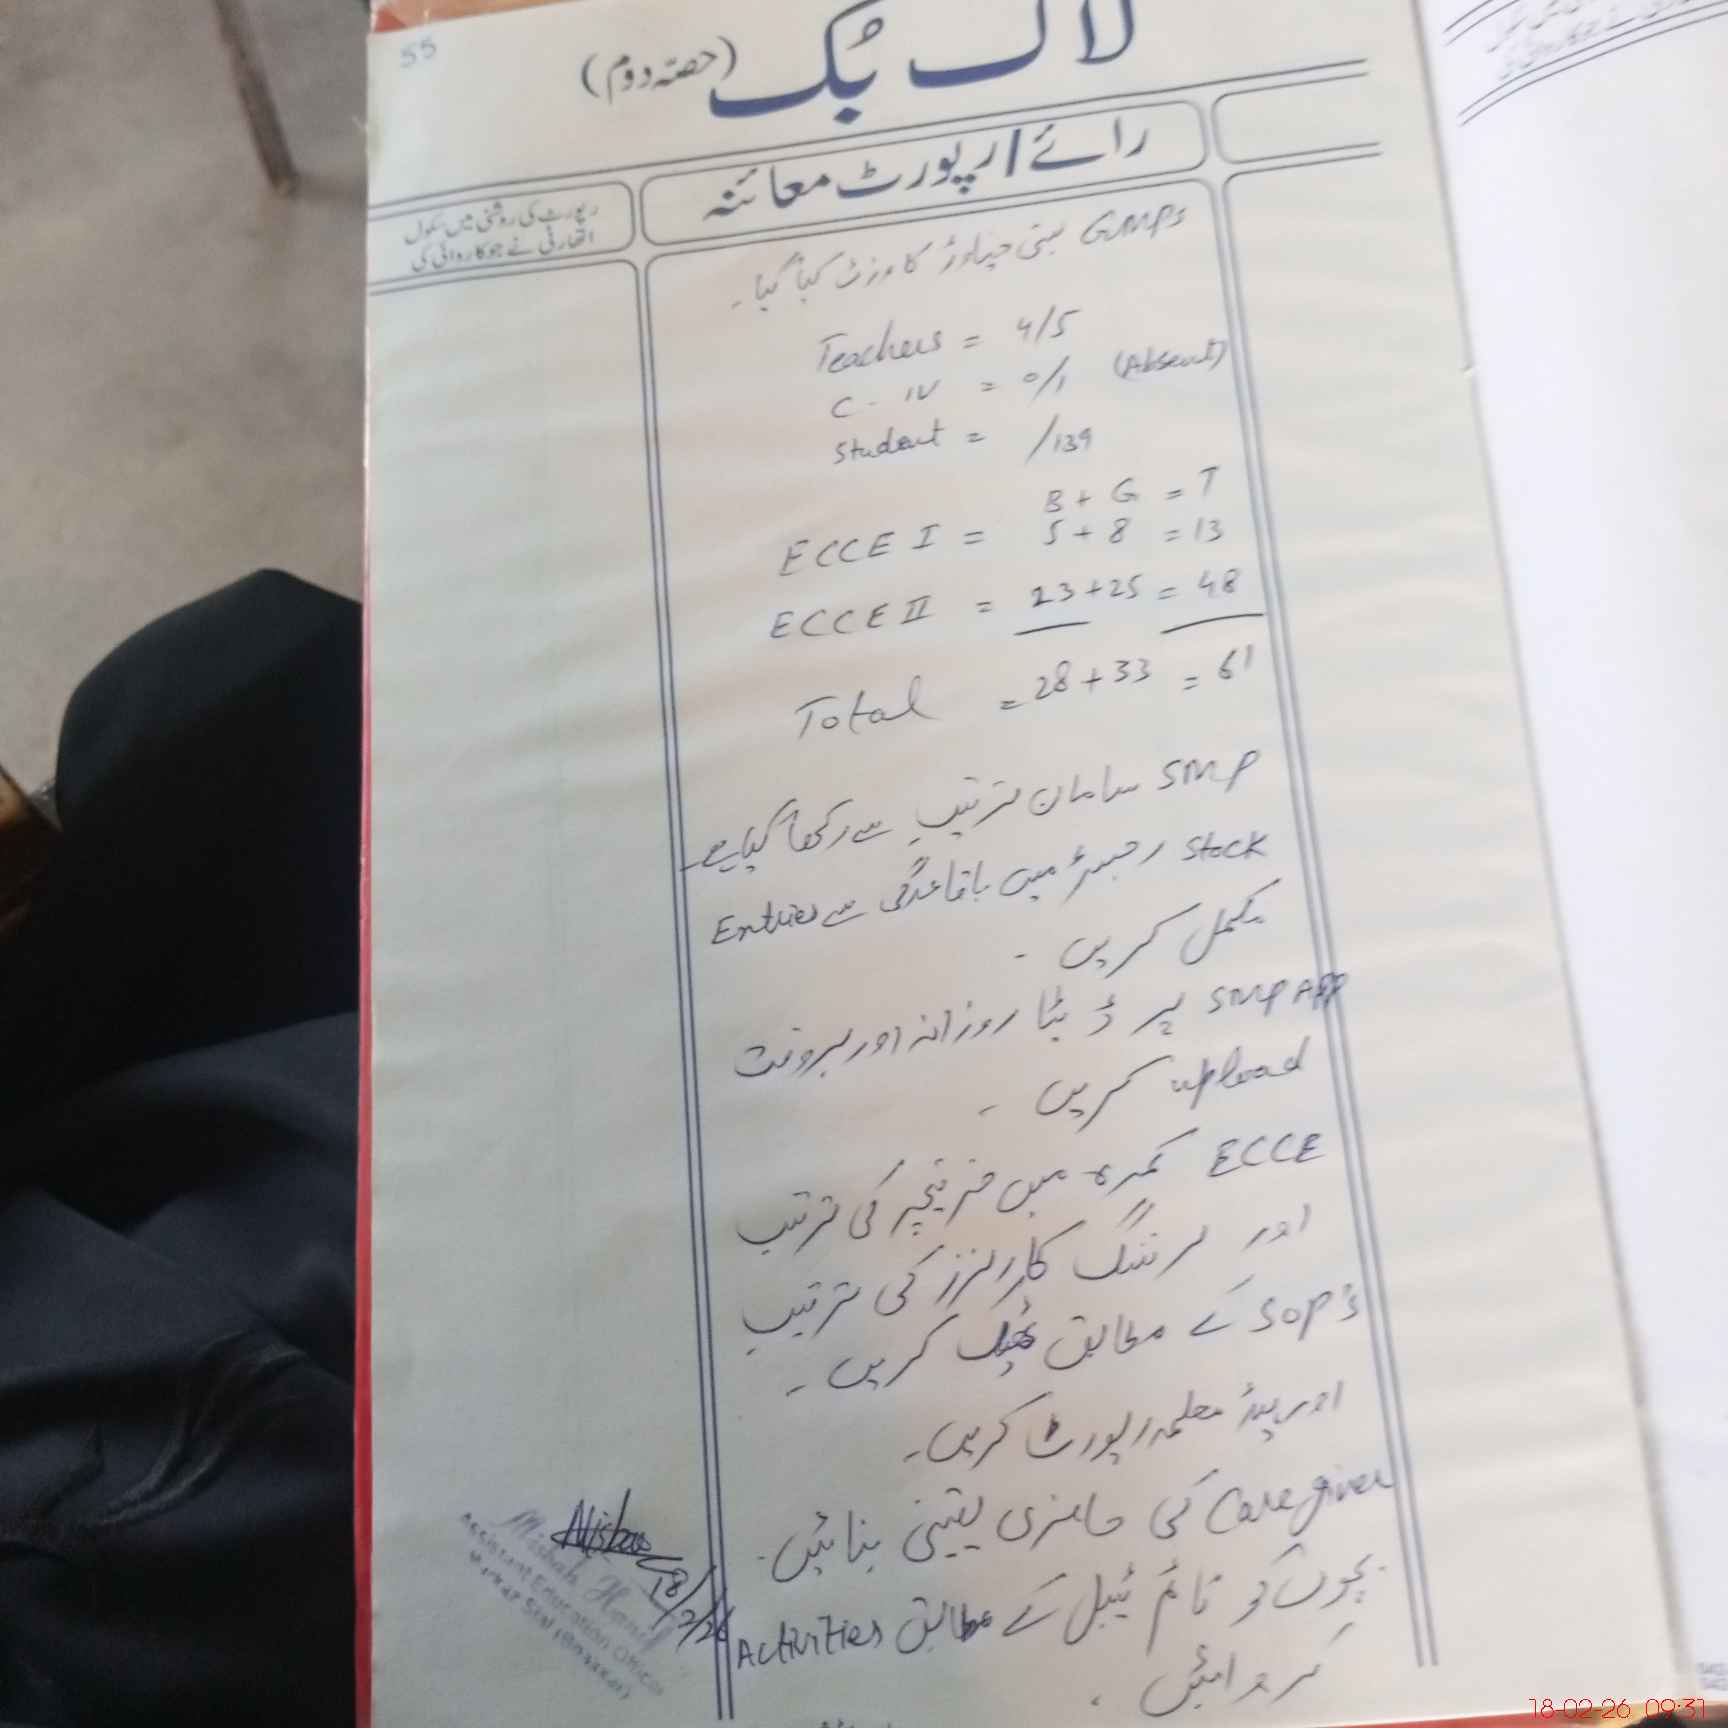 55
لاگ بُک (حصّہ دوم)
رائے / رپورٹ معائنہ
رپورٹ کی روشنی میں سکول
اتھارٹی نے جو کاروائی کی
GMPS بستی کا وزٹ کیا گیا۔
Teachers = 4/5
C - IV = 0/1 (Absent)
Student = /139
B + G = T
ECCE I = 5 + 8 = 13
ECCE II = 23 + 25 = 48
Total = 28 + 33 = 61
SMP سامان ترتیب سے رکھا گیا ہے۔
Stock رجسٹر میں باقاعدگی سے Entries
مکمل کریں۔
SMP APP پر ڈیٹا روزانہ اور بروقت
upload کریں۔
ECCE کمرہ میں فرنیچر کی ترتیب
اور لرننگ کارنرز کی ترتیب
SOP's کے مطابق ٹھیک کریں۔
اور معلمہ رپورٹ کریں۔
Care giver کی حاضری یقینی بنائیں۔
بچوں کو ٹائم ٹیبل کے مطابق Activities
کروائیں۔
Misbah
18/2/26
Misbah Hanif
Assistant Education Officer
18-02-26 09:31